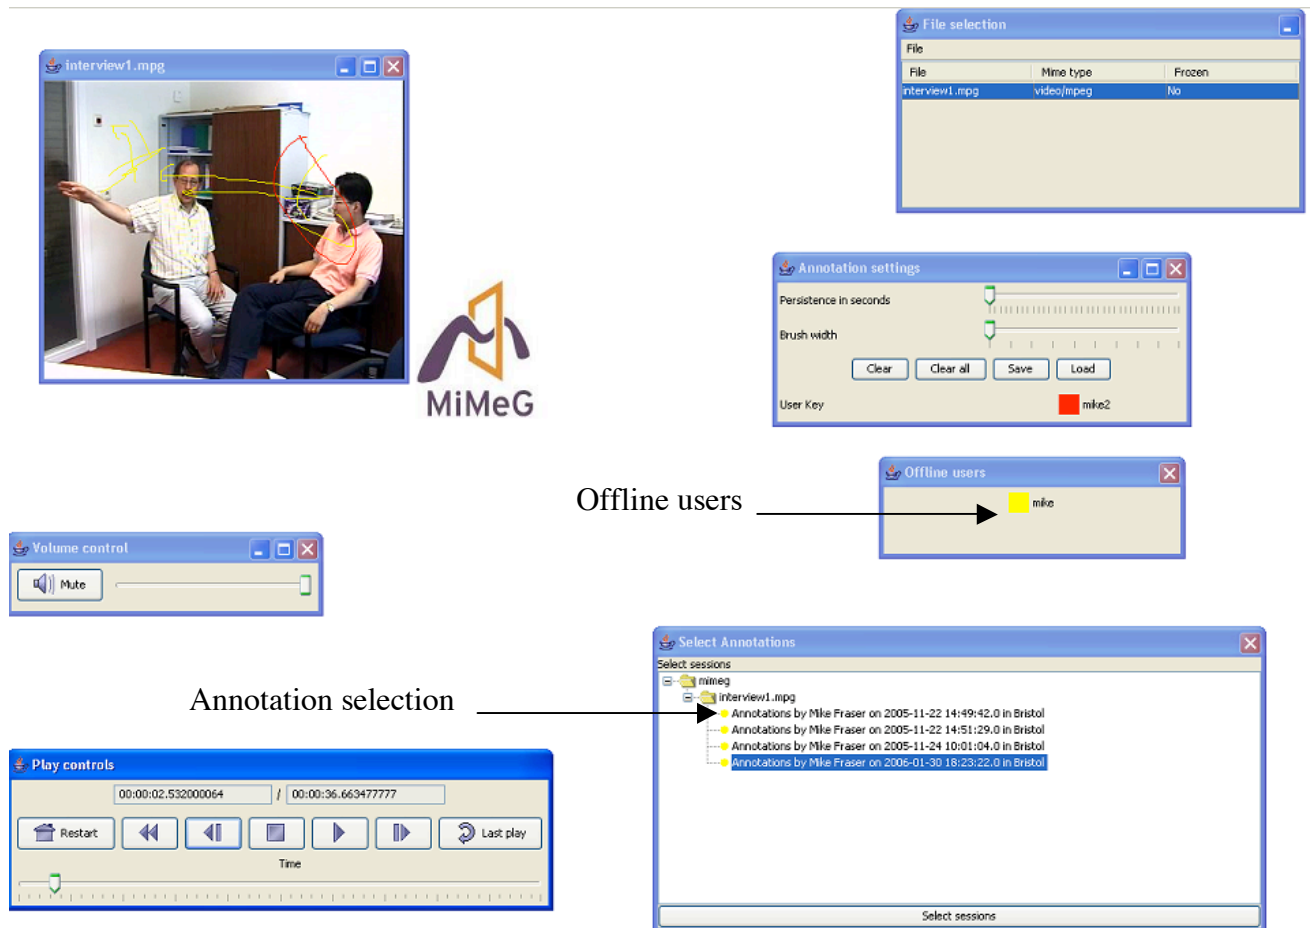 File selection
File
File Mime type Frozen
interview1.mpg video/mpeg No
interview1.mpg
MiMeG
Annotation settings
Persistence in seconds
Brush width
Clear Clear all Save Load
User Key mike2
Offline users
mike
Offline users
Volume control
Mute
Select Annotations
Select sessions
mimeg
interview1.mpg
Annotations by Mike Fraser on 2005-11-22 14:49:42.0 in Bristol
Annotations by Mike Fraser on 2005-11-22 14:51:29.0 in Bristol
Annotations by Mike Fraser on 2005-11-24 10:01:04.0 in Bristol
Annotations by Mike Fraser on 2006-01-30 18:23:22.0 in Bristol
Select sessions
Annotation selection
Play controls
00:00:02.532000064 / 00:00:36.663477777
Restart Last play
Time